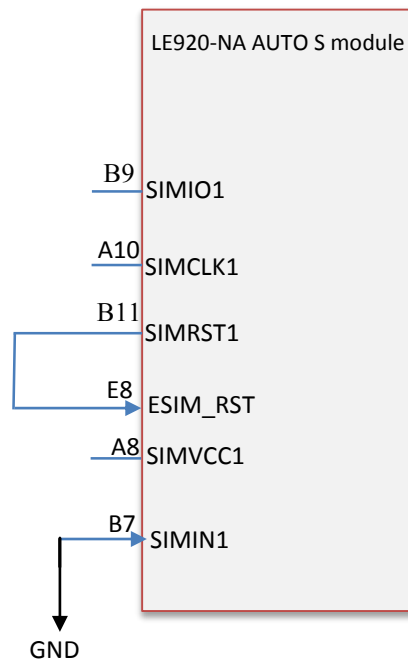 LE920-NA AUTO S module
B9
SIMIO1
A10
SIMCLK1
B11
SIMRST1
E8
ESIM_RST
A8
SIMVCC1
B7
SIMIN1
GND